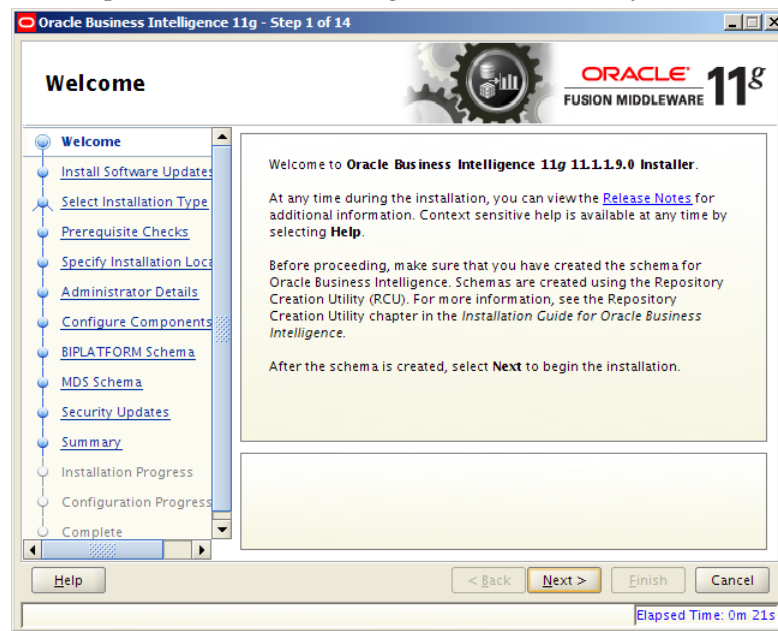 Oracle Business Intelligence 11g - Step 1 of 14
Welcome
ORACLE
FUSION MIDDLEWARE
11g
Welcome
Install Software Updates
Select Installation Type
Prerequisite Checks
Specify Installation Loca
Administrator Details
Configure Components
BIPLATFORM Schema
MDS Schema
Security Updates
Summary
Installation Progress
Configuration Progress
Complete
Welcome to Oracle Business Intelligence 11g 11.1.1.9.0 Installer.
At any time during the installation, you can view the Release Notes for
additional information. Context sensitive help is available at any time by
selecting Help.
Before proceeding, make sure that you have created the schema for
Oracle Business Intelligence. Schemas are created using the Repository
Creation Utility (RCU). For more information, see the Repository
Creation Utility chapter in the Installation Guide for Oracle Business
Intelligence.
After the schema is created, select Next to begin the installation.
Help
< Back
Next >
Finish
Cancel
Elapsed Time: 0m 21s